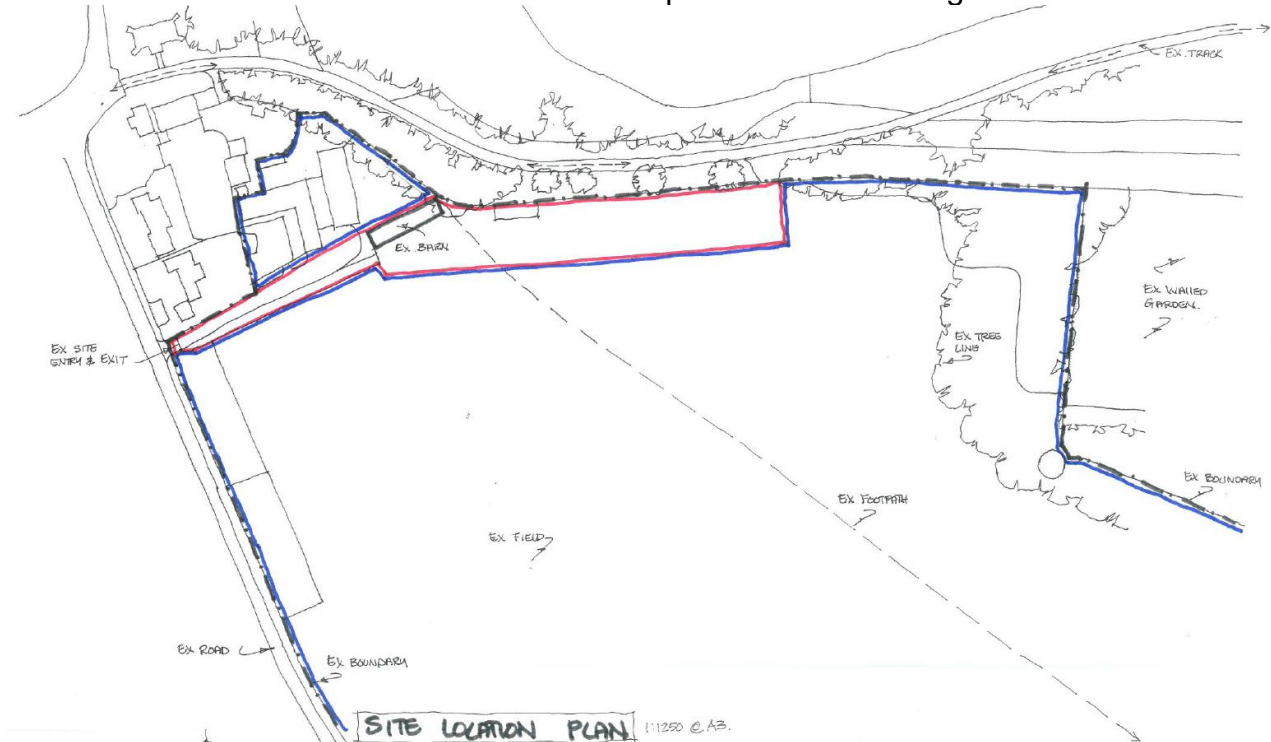 EX. TRACK
EX. BARN
EX WALLED
GARDEN.
EX SITE
ENTRY & EXIT
EX TREE
LINE
EX BOUNDARY
EX FOOTPATH
EX FIELD
EX ROAD
EX BOUNDARY
SITE LOCATION PLAN 1:1250 @ A3.